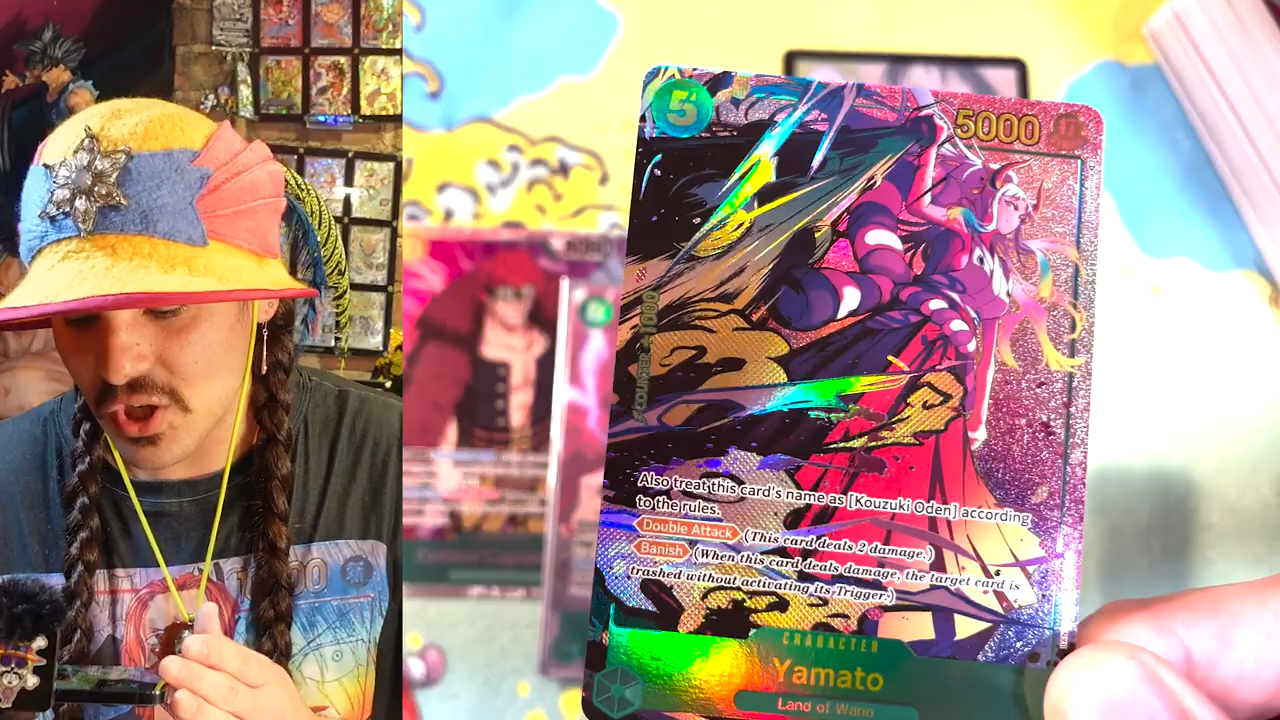 5
5000
COUNTER +1000
Also treat this card's name as [Kouzuki Oden] according
to the rules.
Double Attack (This card deals 2 damage.)
Banish (When this card deals damage, the target card is
trashed without activating its Trigger.)
CHARACTER
Yamato
Land of Wano